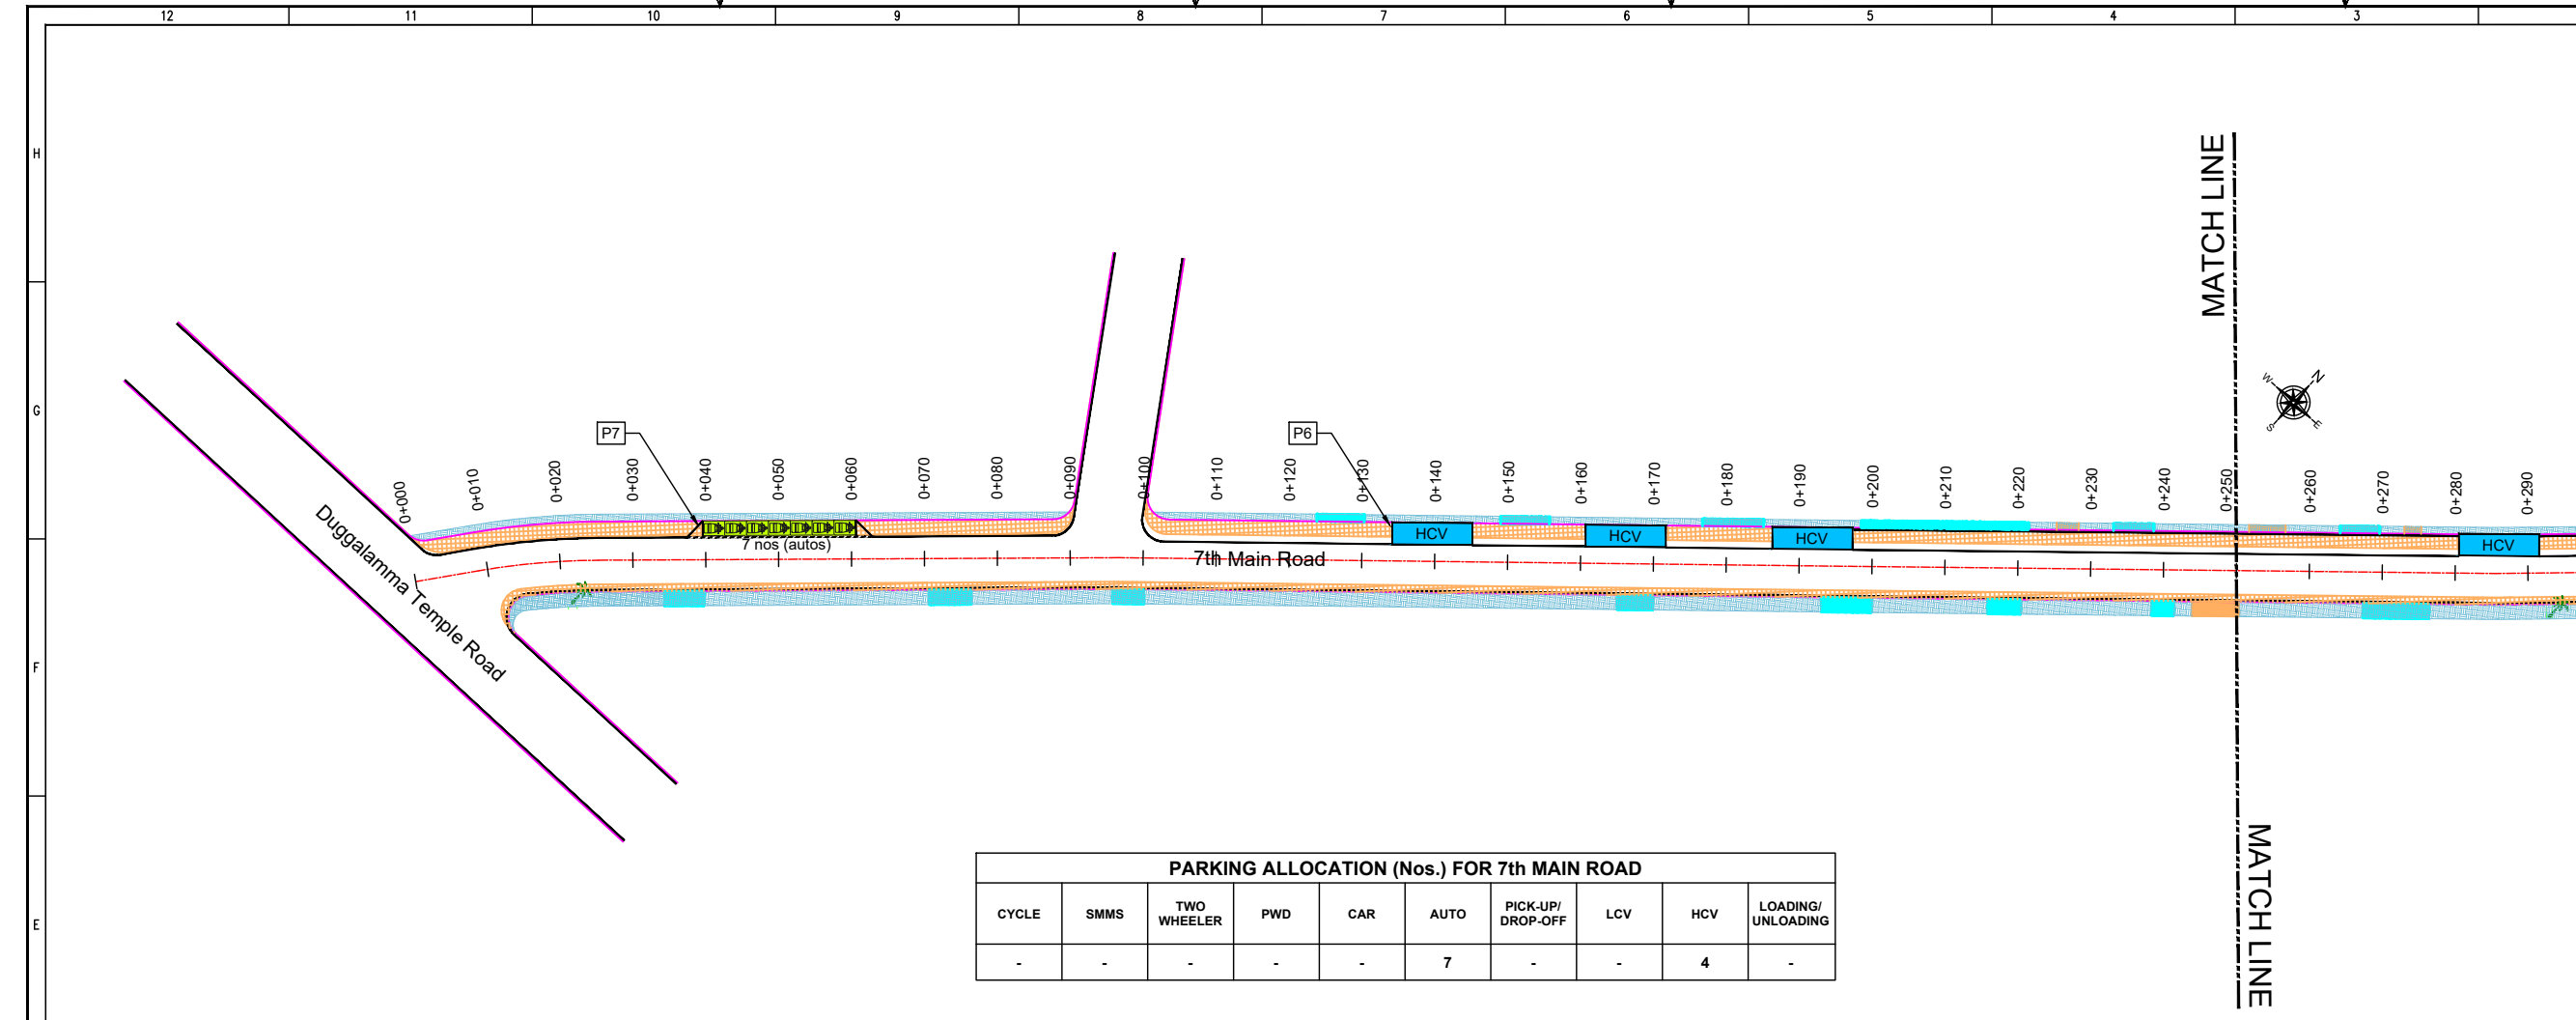 12 11 10 9 8 7 6 5 4 3
H
MATCH LINE
G
W N
S E
P7
P6
0+000 0+010 0+020 0+030 0+040 0+050 0+060 0+070 0+080 0+090 0+100 0+110 0+120 0+130 0+140 0+150 0+160 0+170 0+180 0+190 0+200 0+210 0+220 0+230 0+240 0+250 0+260 0+270 0+280 0+290
HCV HCV HCV HCV
7 nos (autos)
7th Main Road
Duggalamma Temple Road
F
MATCH LINE
E
PARKING ALLOCATION (Nos.) FOR 7th MAIN ROAD
CYCLE SMMS TWO WHEELER PWD CAR AUTO PICK-UP/ DROP-OFF LCV HCV LOADING/ UNLOADING
- - - - - 7 - - 4 -